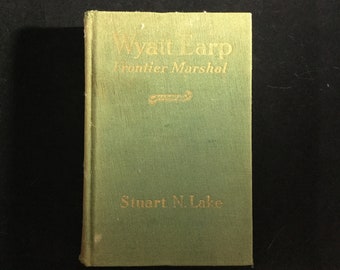 Wyatt Earp
Frontier Marshal
Stuart N. Lake